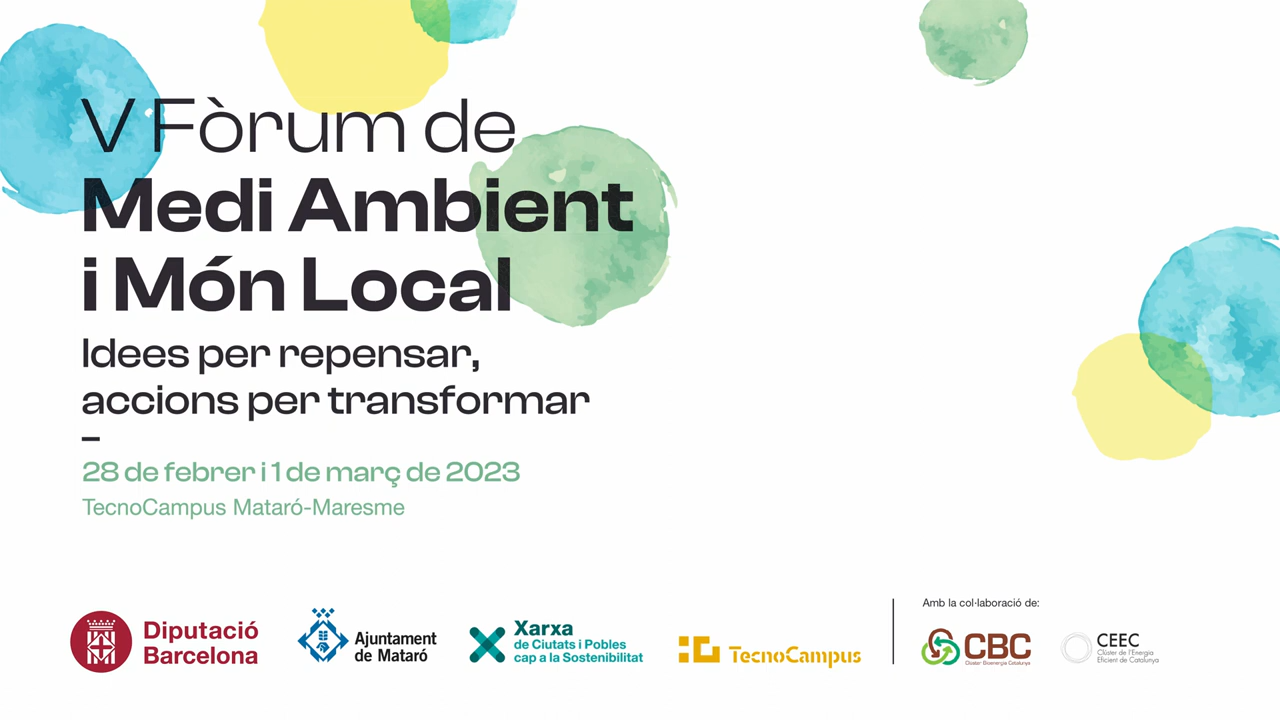 V Fòrum de
Medi Ambient
i Món Local
Idees per repensar,
accions per transformar
–
28 de febrer i 1 de març de 2023
TecnoCampus Mataró-Maresme
Diputació
Barcelona
Ajuntament
de Mataró
Xarxa
de Ciutats i Pobles
cap a la Sostenibilitat
TecnoCampus
Amb la col·laboració de:
CBC
Clúster Bioenergia Catalunya
CEEC
Clúster de l'Energia
Eficient de Catalunya